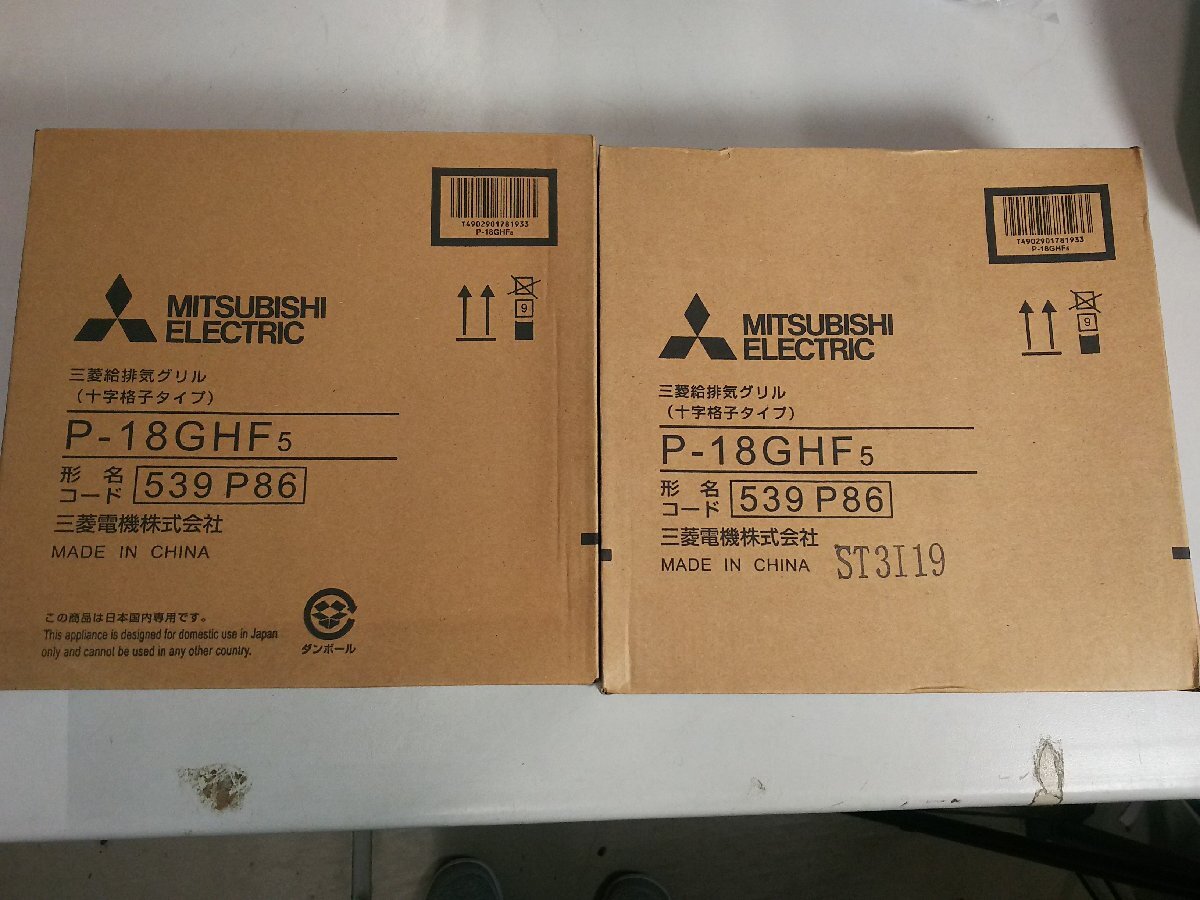 T4902901781933
P-18GHF₅
MITSUBISHI
ELECTRIC
9
三菱給排気グリル
(十字格子タイプ)
P-18GHF₅
形名
コード
539 P86
三菱電機株式会社
MADE IN CHINA
この商品は日本国内専用です。
This appliance is designed for domestic use in Japan
only and cannot be used in any other country.
ダンボール
T4902901781933
P-18GHF₅
MITSUBISHI
ELECTRIC
9
三菱給排気グリル
(十字格子タイプ)
P-18GHF₅
形名
コード
539 P86
三菱電機株式会社
MADE IN CHINA
ST3I19